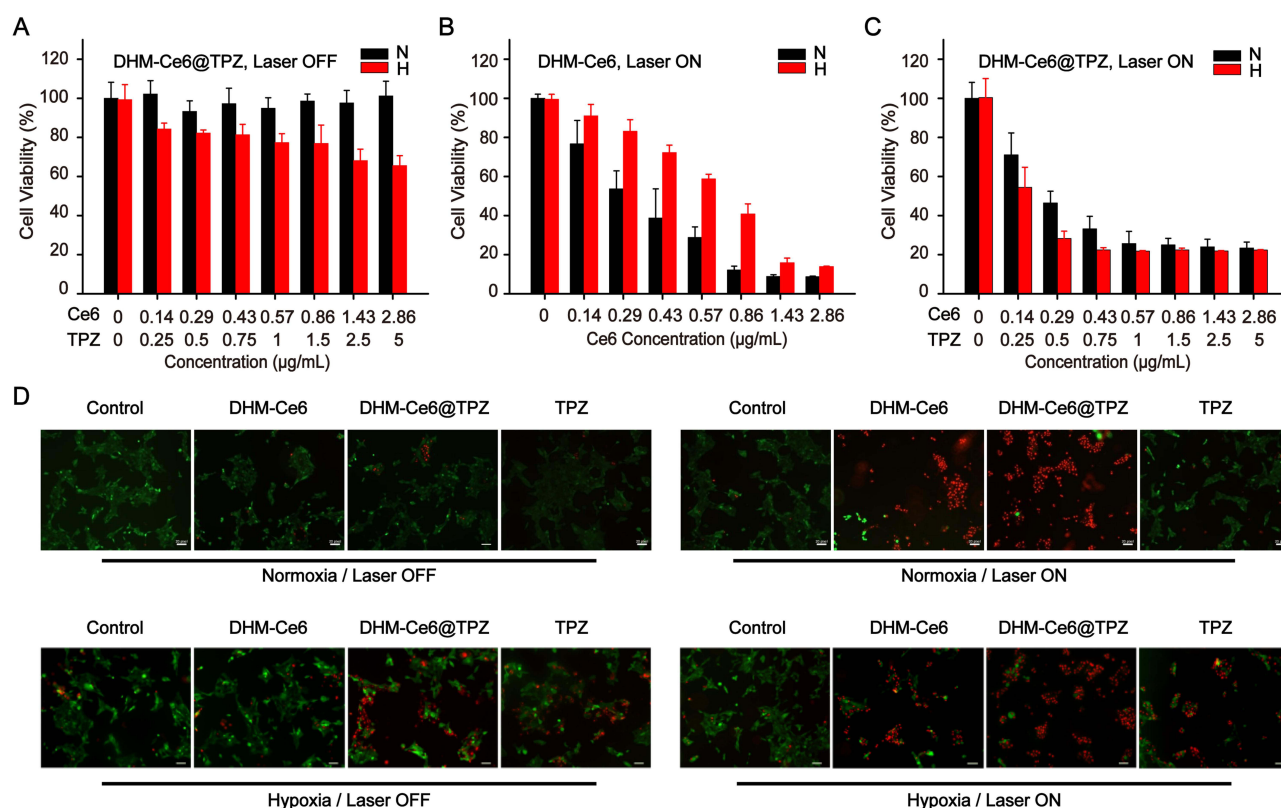 A
DHM-Ce6@TPZ, Laser OFF
N
H
Cell Viability (%)
120
100
80
60
40
20
0
Ce6 0 0.14 0.29 0.43 0.57 0.86 1.43 2.86
TPZ 0 0.25 0.5 0.75 1 1.5 2.5 5
Concentration (µg/mL)
B
DHM-Ce6, Laser ON
N
H
Cell Viability (%)
120
100
80
60
40
20
0
0 0.14 0.29 0.43 0.57 0.86 1.43 2.86
Ce6 Concentration (µg/mL)
C
DHM-Ce6@TPZ, Laser ON
N
H
Cell Viability (%)
120
100
80
60
40
20
0
Ce6 0 0.14 0.29 0.43 0.57 0.86 1.43 2.86
TPZ 0 0.25 0.5 0.75 1 1.5 2.5 5
Concentration (µg/mL)
D
Control DHM-Ce6 DHM-Ce6@TPZ TPZ
Normoxia / Laser OFF
Control DHM-Ce6 DHM-Ce6@TPZ TPZ
Normoxia / Laser ON
Control DHM-Ce6 DHM-Ce6@TPZ TPZ
Hypoxia / Laser OFF
Control DHM-Ce6 DHM-Ce6@TPZ TPZ
Hypoxia / Laser ON